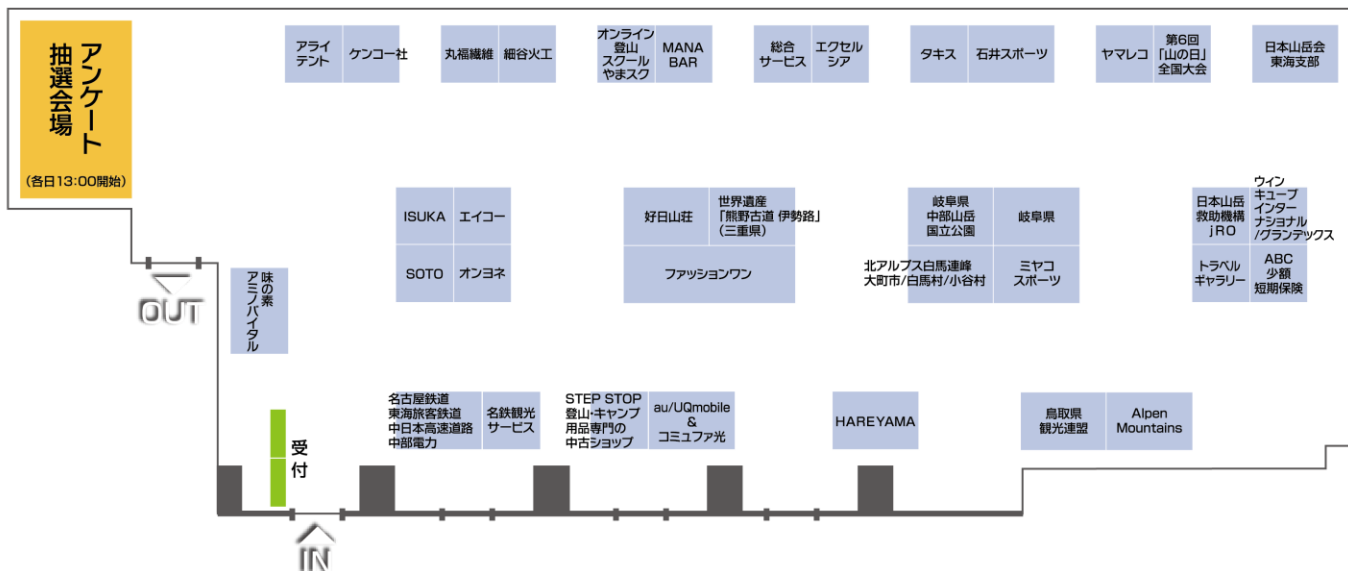 アンケート
抽選会場
(各日13:00開始)
アライ
テント
ケンコー社
丸福繊維
細谷火工
オンライン
登山
スクール
やまスク
MANA
BAR
総合
サービス
エクセル
シア
タキス
石井スポーツ
ヤマレコ
第6回
「山の日」
全国大会
日本山岳会
東海支部
ISUKA
エイコー
SOTO
オンヨネ
好日山荘
世界遺産
「熊野古道 伊勢路」
(三重県)
ファッションワン
岐阜県
中部山岳
国立公園
岐阜県
北アルプス白馬連峰
大町市/白馬村/小谷村
ミヤコ
スポーツ
日本山岳
救助機構
jRO
ウィン
キューブ
インター
ナショナル
/グランデックス
トラベル
ギャラリー
ABC
少額
短期保険
OUT
味の素
アミノバイタル
名古屋鉄道
東海旅客鉄道
中日本高速道路
中部電力
名鉄観光
サービス
STEP STOP
登山・キャンプ
用品専門の
中古ショップ
au/UQmobile
&
コミュファ光
HAREYAMA
鳥取県
観光連盟
Alpen
Mountains
受付
IN